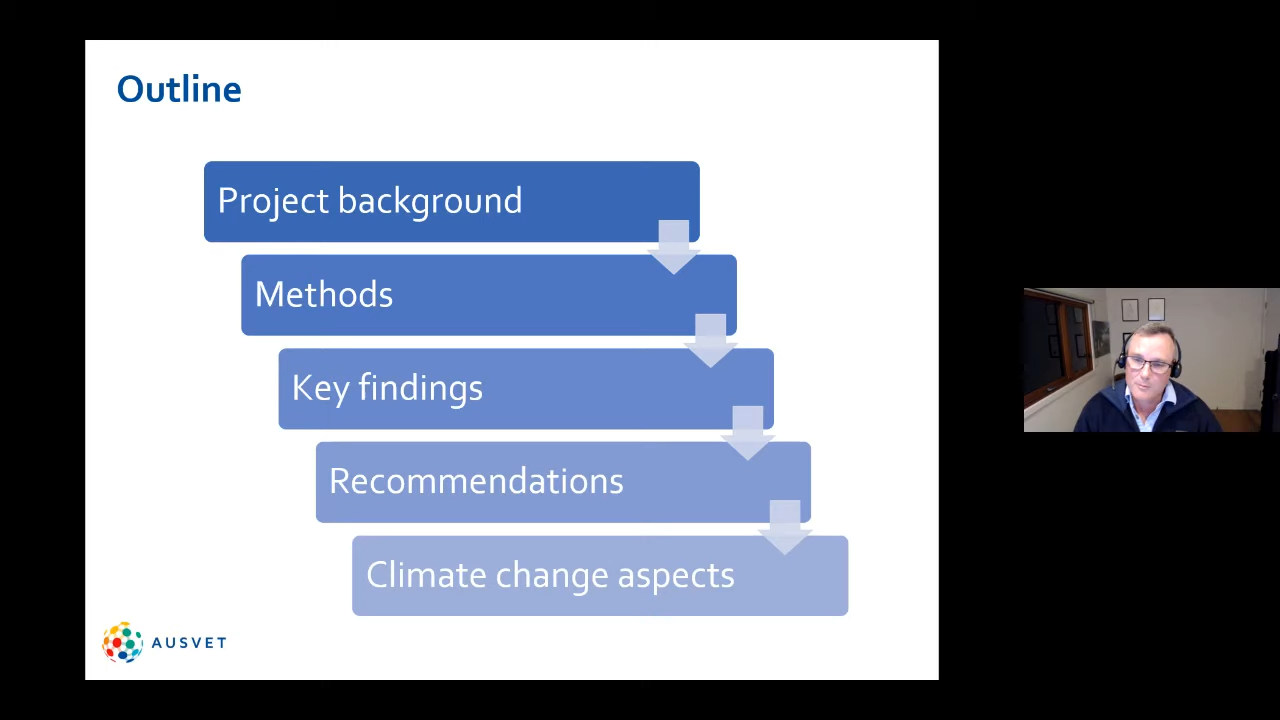 Outline
Project background
Methods
Key findings
Recommendations
Climate change aspects
AUSVET